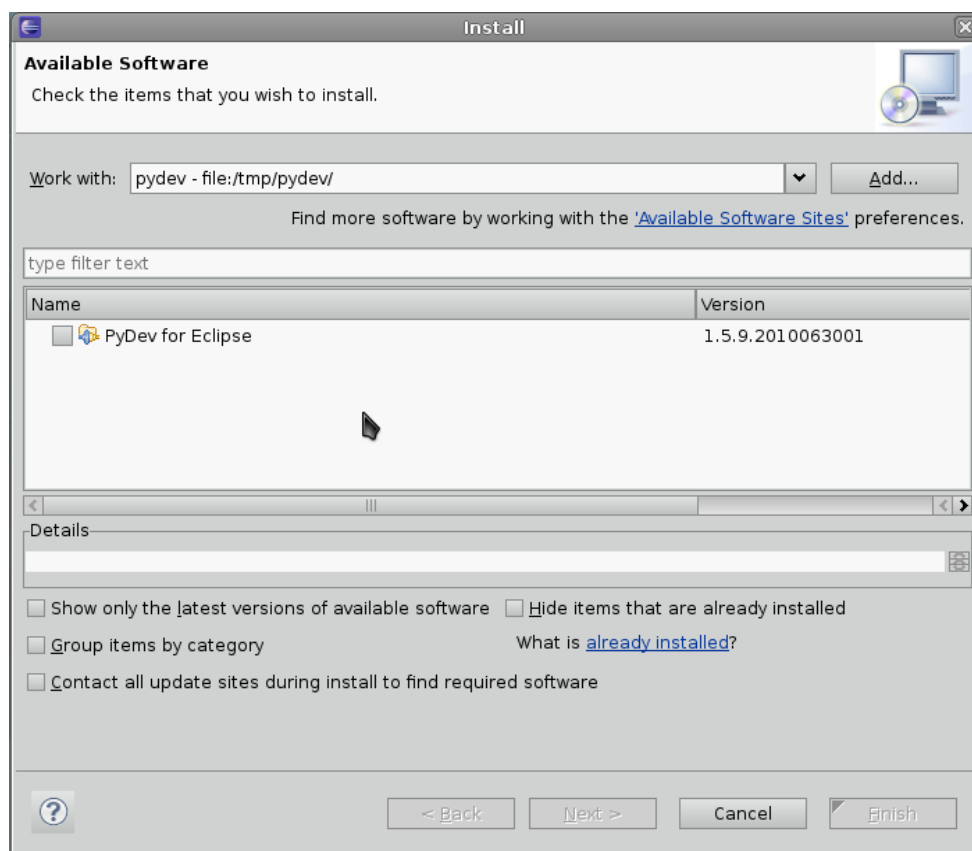 Install
Available Software
Check the items that you wish to install.
Work with: pydev - file:/tmp/pydev/ Add...
Find more software by working with the 'Available Software Sites' preferences.
type filter text
Name Version
PyDev for Eclipse 1.5.9.2010063001
Details
Show only the latest versions of available software Hide items that are already installed
Group items by category What is already installed?
Contact all update sites during install to find required software
? < Back Next > Cancel Finish